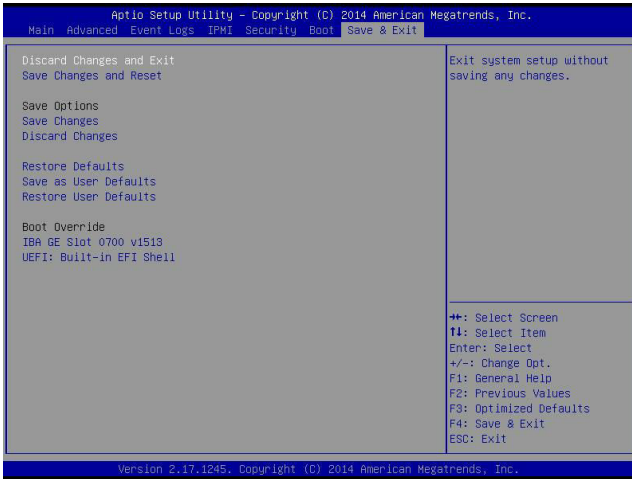 Aptio Setup Utility – Copyright (C) 2014 American Megatrends, Inc.
Main Advanced Event Logs IPMI Security Boot Save & Exit
Discard Changes and Exit
Save Changes and Reset
Save Options
Save Changes
Discard Changes
Restore Defaults
Save as User Defaults
Restore User Defaults
Boot Override
IBA GE Slot 0700 v1513
UEFI: Built-in EFI Shell
Exit system setup without
saving any changes.
→←: Select Screen
↑↓: Select Item
Enter: Select
+/-: Change Opt.
F1: General Help
F2: Previous Values
F3: Optimized Defaults
F4: Save & Exit
ESC: Exit
Version 2.17.1245. Copyright (C) 2014 American Megatrends, Inc.